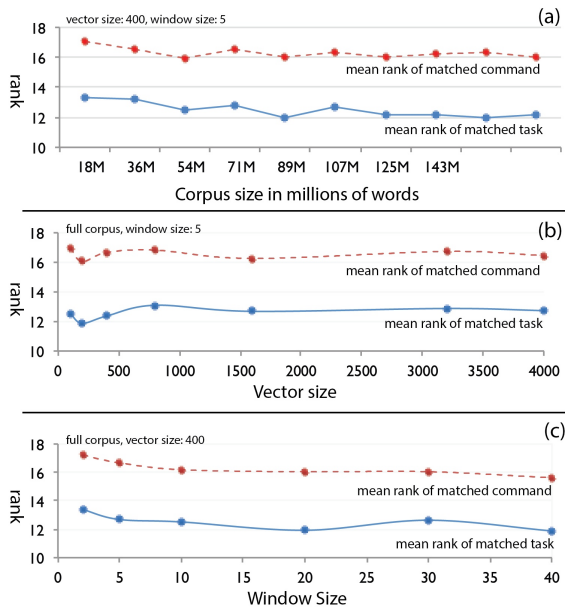 vector size: 400, window size: 5
(a)
18
16
14
12
10
rank
mean rank of matched command
mean rank of matched task
18M 36M 54M 71M 89M 107M 125M 143M
Corpus size in millions of words
full corpus, window size: 5
(b)
18
16
14
12
10
rank
mean rank of matched command
mean rank of matched task
0 500 1000 1500 2000 2500 3000 3500 4000
Vector size
full corpus, vector size: 400
(c)
18
16
14
12
10
rank
mean rank of matched command
mean rank of matched task
0 5 10 15 20 25 30 35 40
Window Size